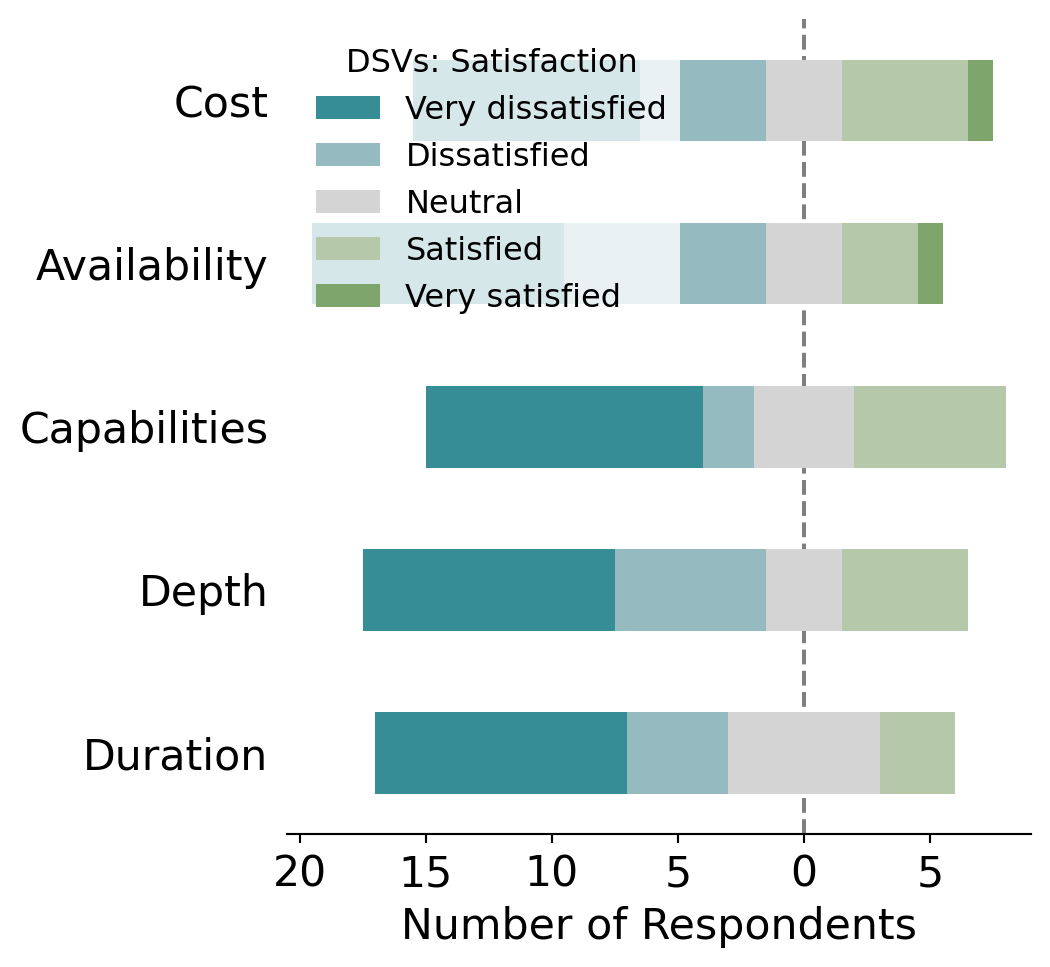 DSVs: Satisfaction
Cost
Very dissatisfied
Dissatisfied
Neutral
Satisfied
Availability
Very satisfied
Capabilities
Depth
Duration
20 15 10 5 0 5
Number of Respondents